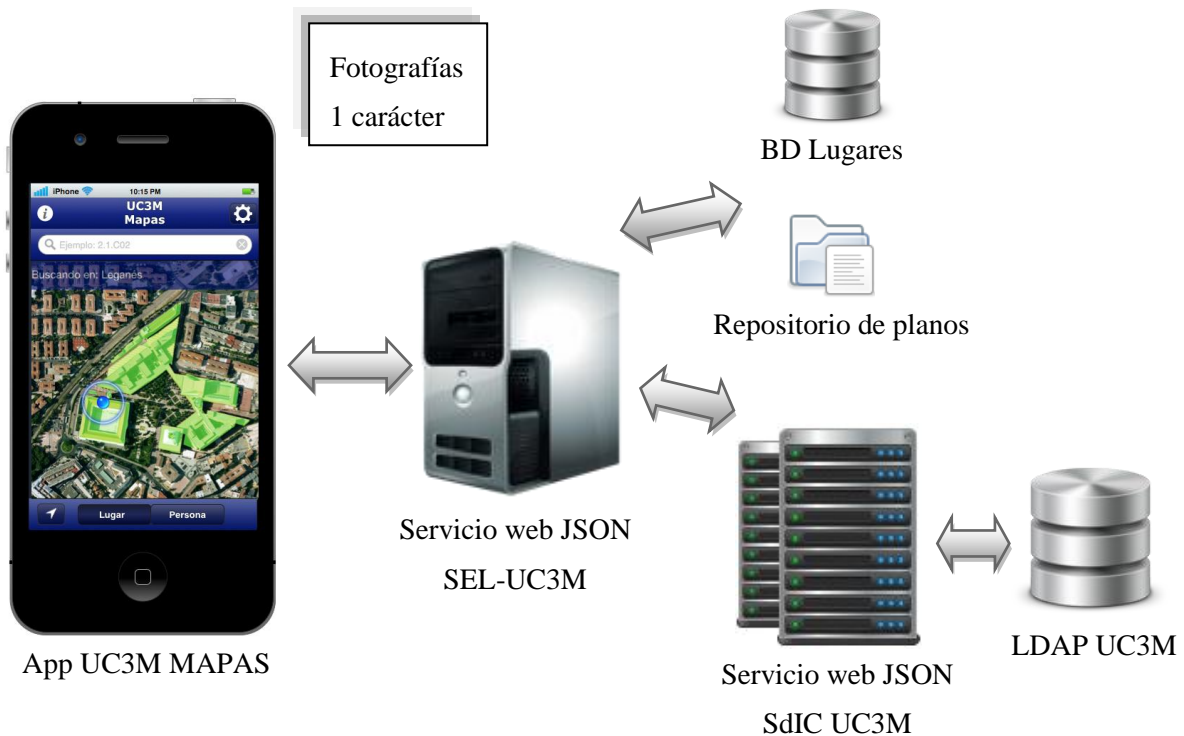 Fotografías
1 carácter
BD Lugares
iPhone
10:15 PM
UC3M
Mapas
Ejemplo: 2.1.C02
Buscando en: Leganés
Lugar
Persona
App UC3M MAPAS
Servicio web JSON
SEL-UC3M
Repositorio de planos
Servicio web JSON
SdIC UC3M
LDAP UC3M